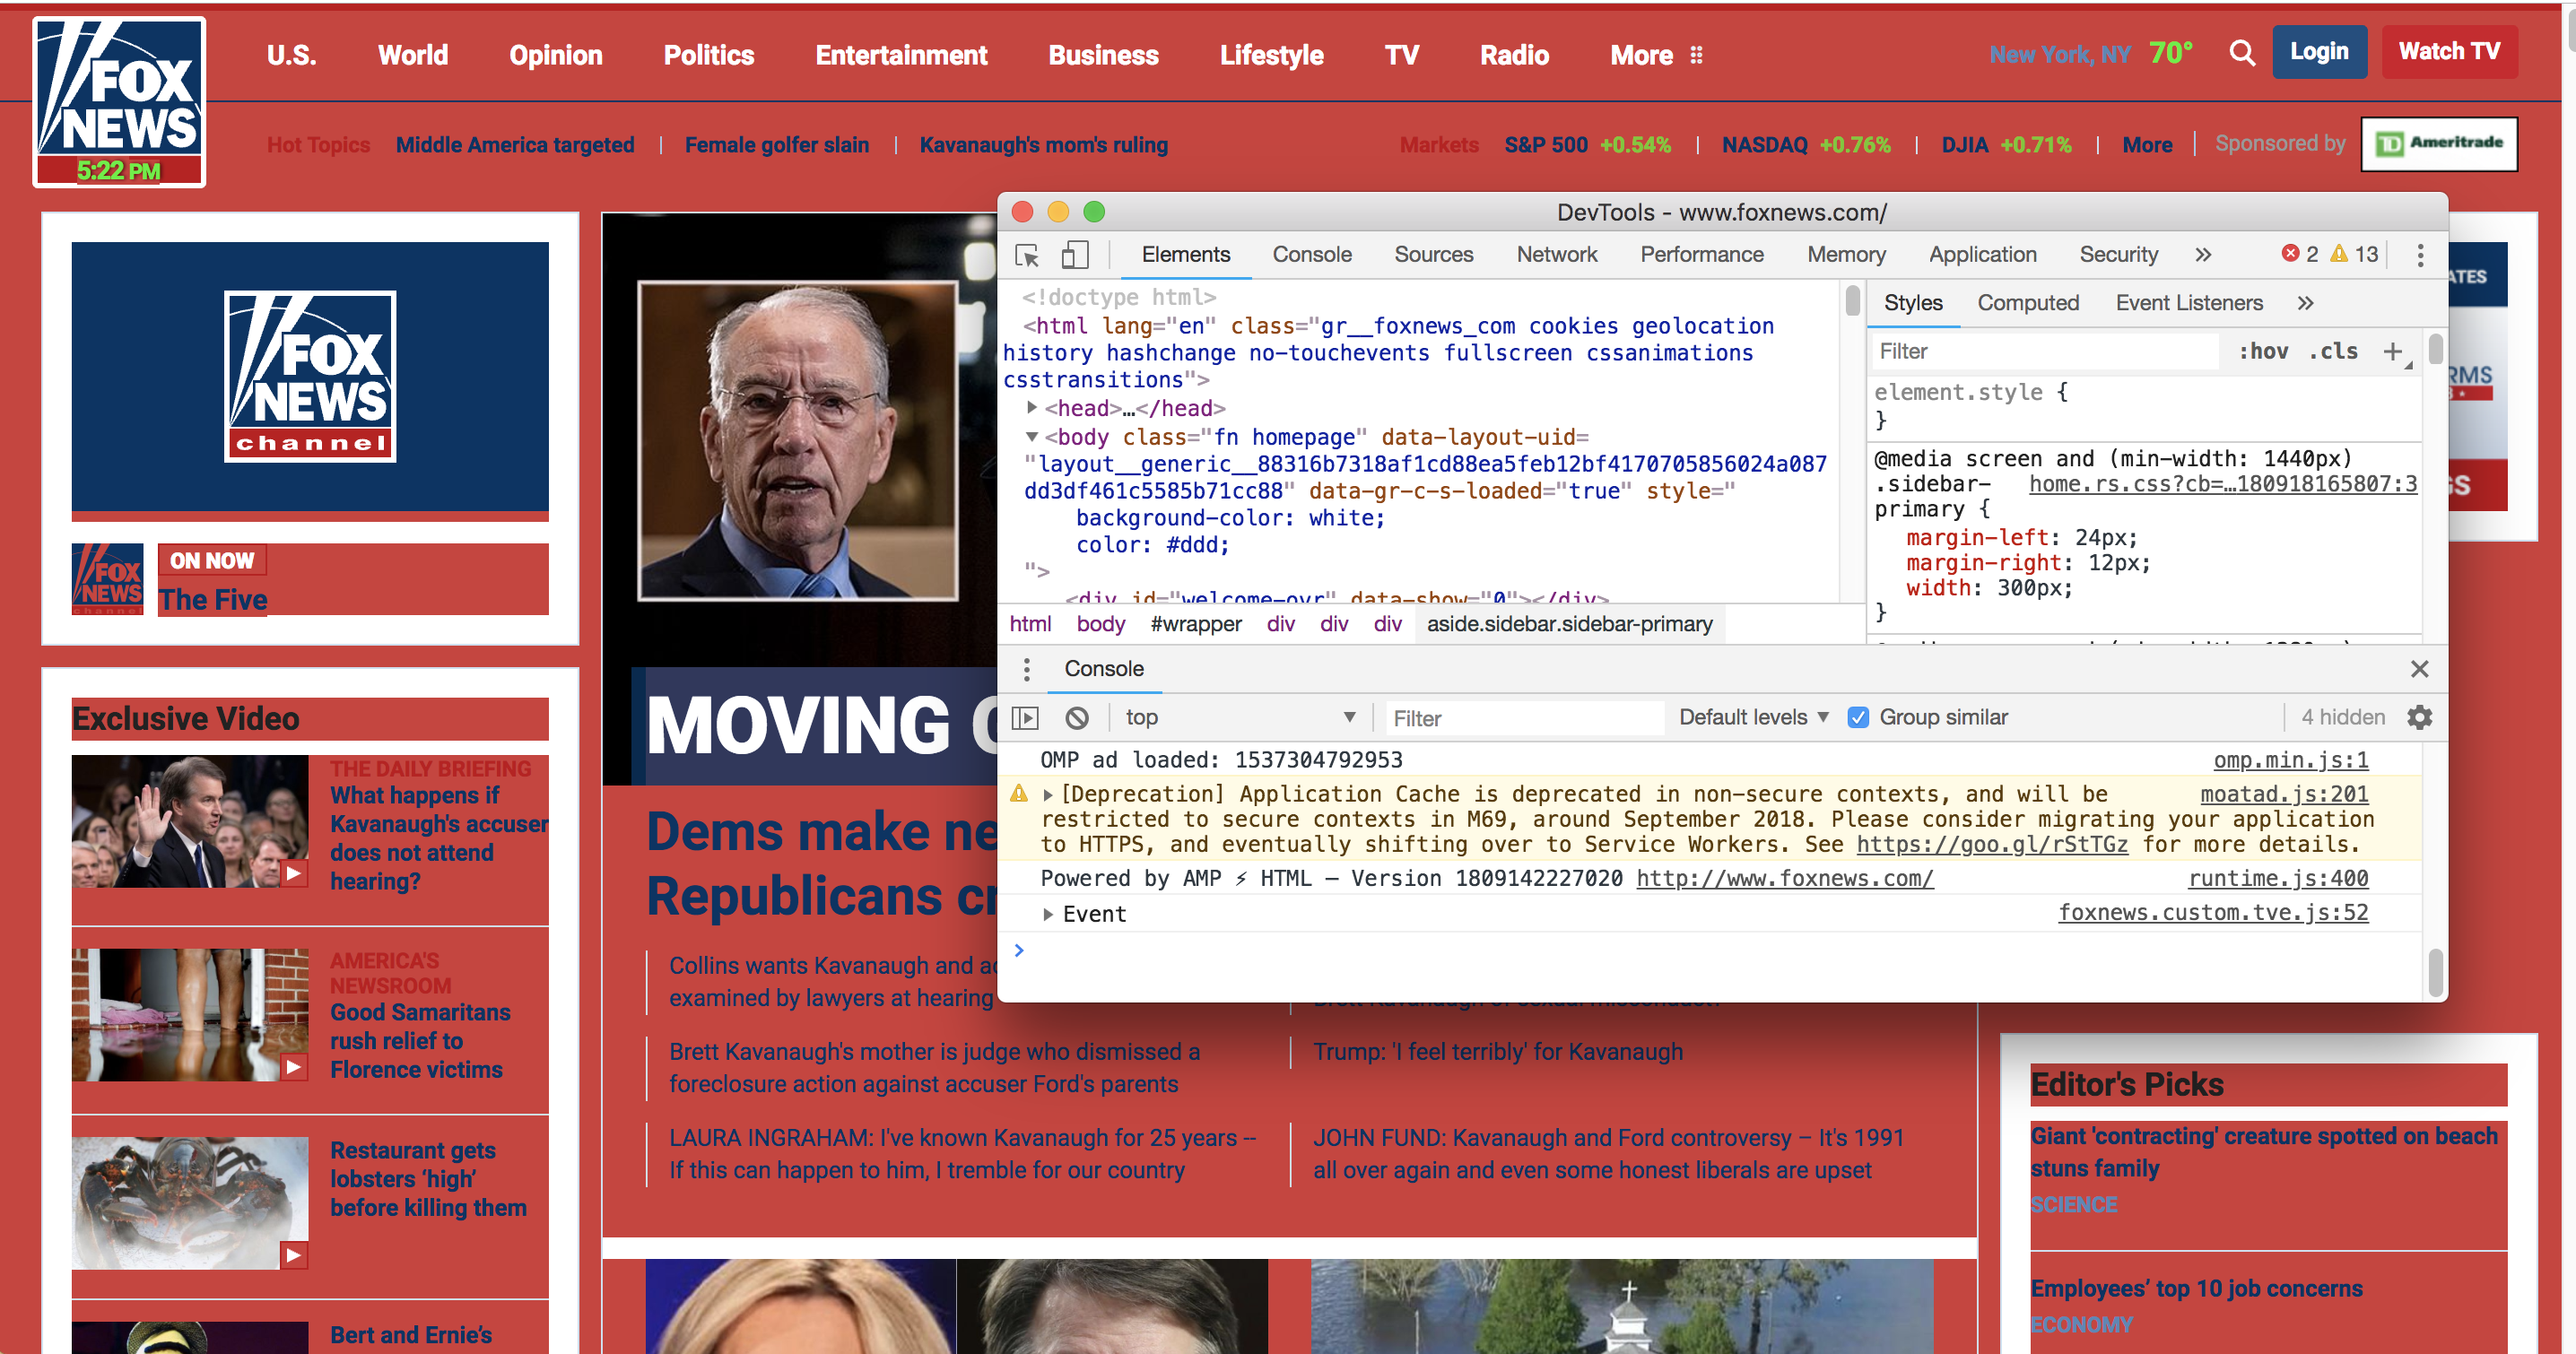 U.S. World Opinion Politics Entertainment Business Lifestyle TV Radio More
New York, NY 70° Login Watch TV
FOX
NEWS
5:22 PM
Hot Topics Middle America targeted Female golfer slain Kavanaugh's mom's ruling
Markets S&P 500 +0.54% NASDAQ +0.76% DJIA +0.71% More Sponsored by TD Ameritrade
FOX
NEWS
channel
FOX
NEWS
channel
ON NOW
The Five
Exclusive Video
THE DAILY BRIEFING
What happens if
Kavanaugh's accuser
does not attend
hearing?
AMERICA'S
NEWSROOM
Good Samaritans
rush relief to
Florence victims
Restaurant gets
lobsters ‘high’
before killing them
Bert and Ernie’s
MOVING
Dems make ne
Republicans cr
Collins wants Kavanaugh and ac
examined by lawyers at hearing
Brett Kavanaugh's mother is judge who dismissed a
foreclosure action against accuser Ford's parents
Trump: 'I feel terribly' for Kavanaugh
LAURA INGRAHAM: I've known Kavanaugh for 25 years --
If this can happen to him, I tremble for our country
JOHN FUND: Kavanaugh and Ford controversy – It's 1991
all over again and even some honest liberals are upset
DevTools - www.foxnews.com/
Elements Console Sources Network Performance Memory Application Security » 2 13
<!doctype html>
<html lang="en" class="gr__foxnews_com cookies geolocation
history hashchange no-touchevents fullscreen cssanimations
csstransitions">
<head>…</head>
<body class="fn homepage" data-layout-uid=
"layout__generic__88316b7318af1cd88ea5feb12bf4170705856024a087
dd3df461c5585b71cc88" data-gr-c-s-loaded="true" style="
background-color: white;
color: #ddd;
">
<div id="welcome-ovr" data-show="0"></div>
html body #wrapper div div div aside.sidebar.sidebar-primary
Styles Computed Event Listeners »
Filter :hov .cls +
element.style {
}
@media screen and (min-width: 1440px)
.sidebar- home.rs.css?cb=…180918165807:3
primary {
margin-left: 24px;
margin-right: 12px;
width: 300px;
}
Console
top Filter Default levels Group similar 4 hidden
OMP ad loaded: 1537304792953 omp.min.js:1
[Deprecation] Application Cache is deprecated in non-secure contexts, and will be moatad.js:201
restricted to secure contexts in M69, around September 2018. Please consider migrating your application
to HTTPS, and eventually shifting over to Service Workers. See https://goo.gl/rStTGz for more details.
Powered by AMP ⚡ HTML – Version 1809142227020 http://www.foxnews.com/ runtime.js:400
Event foxnews.custom.tve.js:52
>
ATES
RMS
GS
Editor's Picks
Giant 'contracting' creature spotted on beach
stuns family
SCIENCE
Employees’ top 10 job concerns
ECONOMY